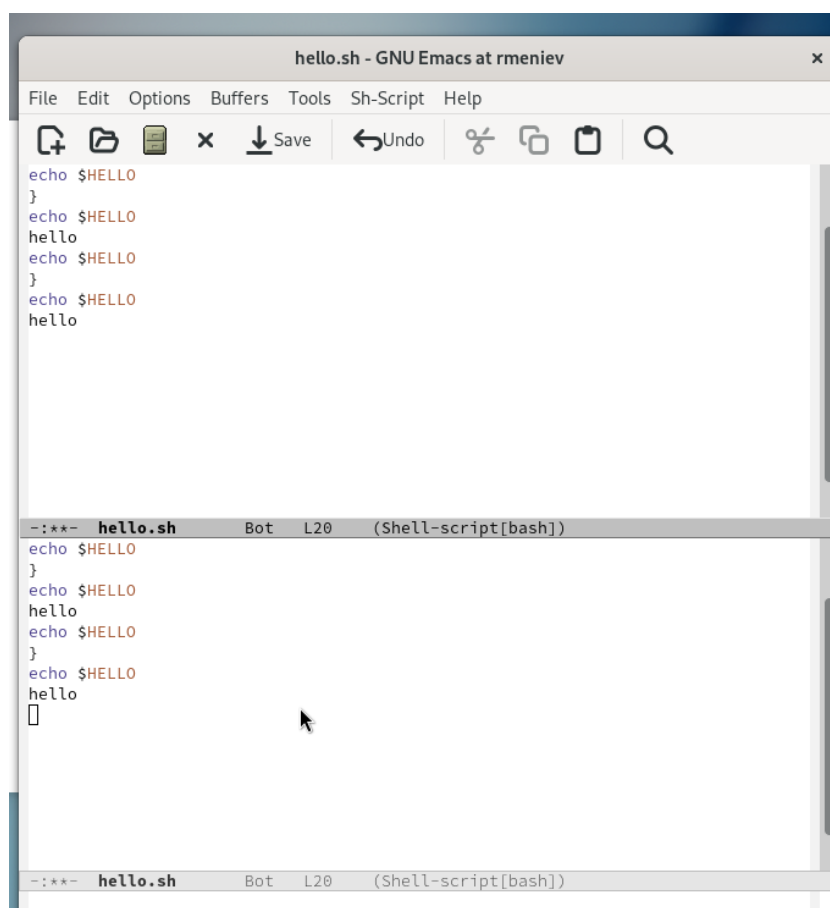 hello.sh - GNU Emacs at rmeniev
File Edit Options Buffers Tools Sh-Script Help
Save Undo
echo $HELLO
}
echo $HELLO
hello
echo $HELLO
}
echo $HELLO
hello
-:**- hello.sh Bot L20 (Shell-script[bash])
echo $HELLO
}
echo $HELLO
hello
echo $HELLO
}
echo $HELLO
hello
-:**- hello.sh Bot L20 (Shell-script[bash])